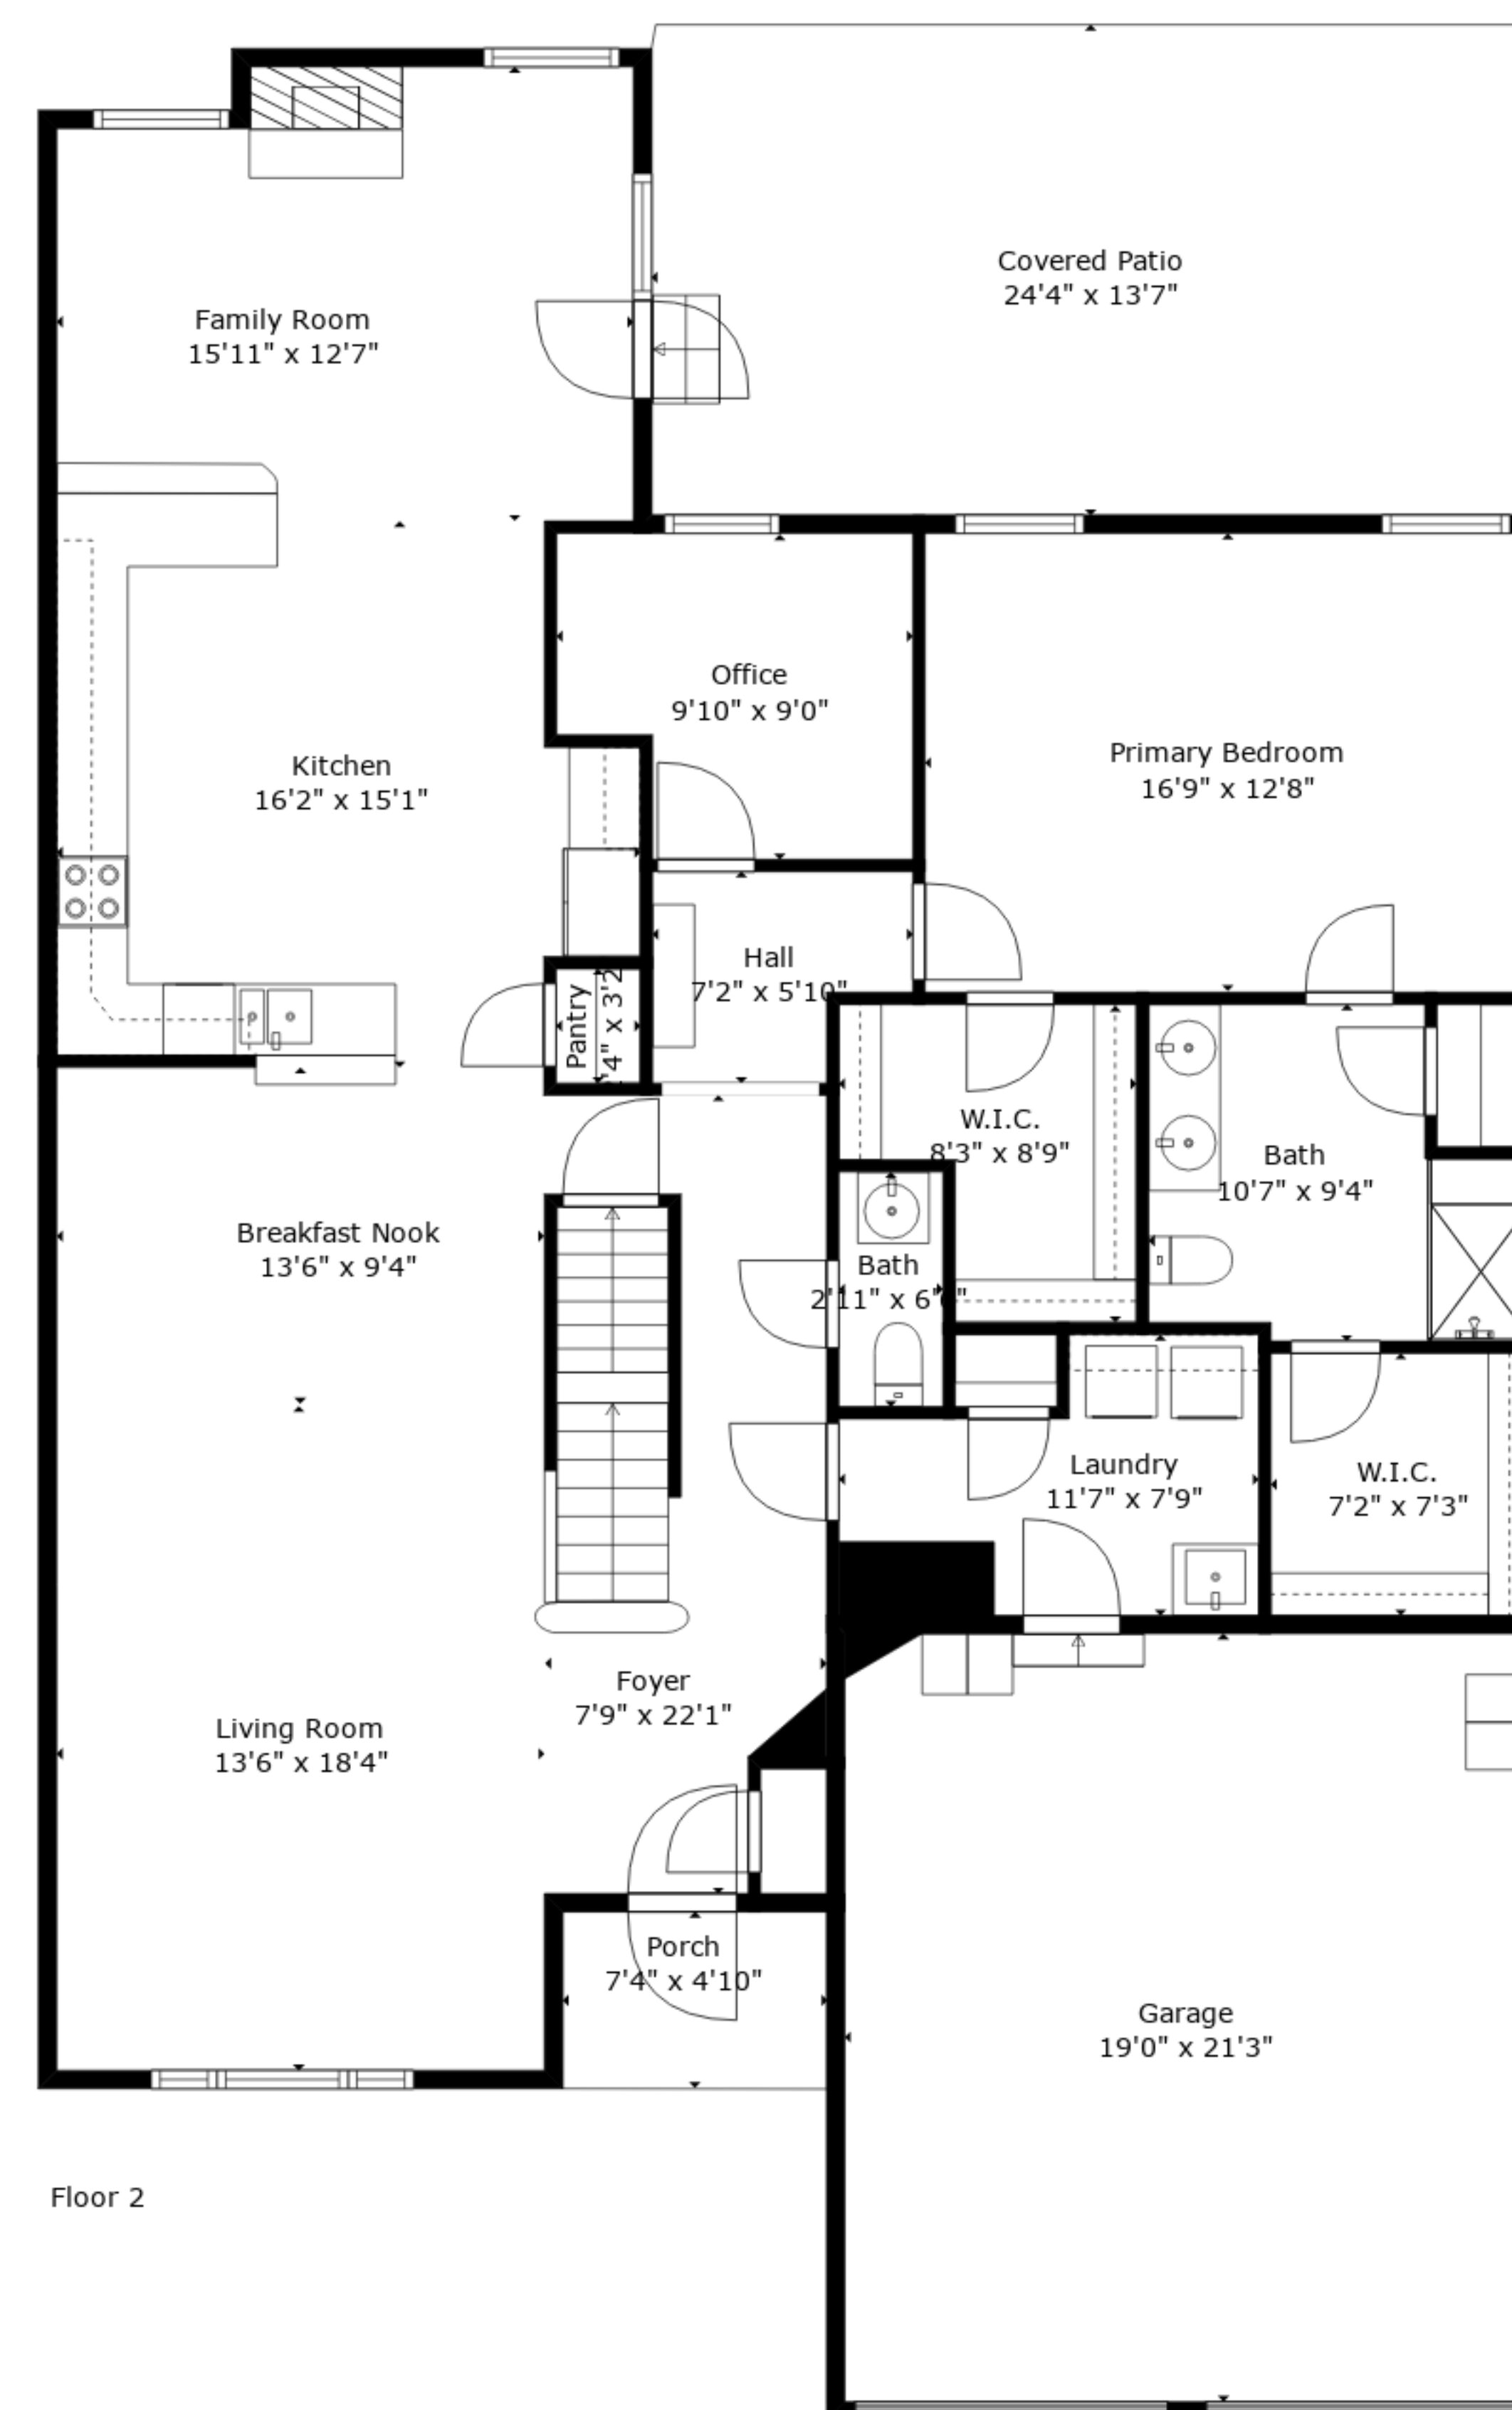 Covered Patio
24'4" x 13'7"
Family Room
15'11" x 12'7"
Office
9'10" x 9'0"
Primary Bedroom
16'9" x 12'8"
Kitchen
16'2" x 15'1"
Hall
7'2" x 5'10"
Pantry
x 3'2
W.I.C.
8'3" x 8'9"
Bath
10'7" x 9'4"
Breakfast Nook
13'6" x 9'4"
Bath
2'11" x
Laundry
11'7" x 7'9"
W.I.C.
7'2" x 7'3"
Foyer
7'9" x 22'1"
Living Room
13'6" x 18'4"
Porch
7'4" x 4'10"
Garage
19'0" x 21'3"
Floor 2